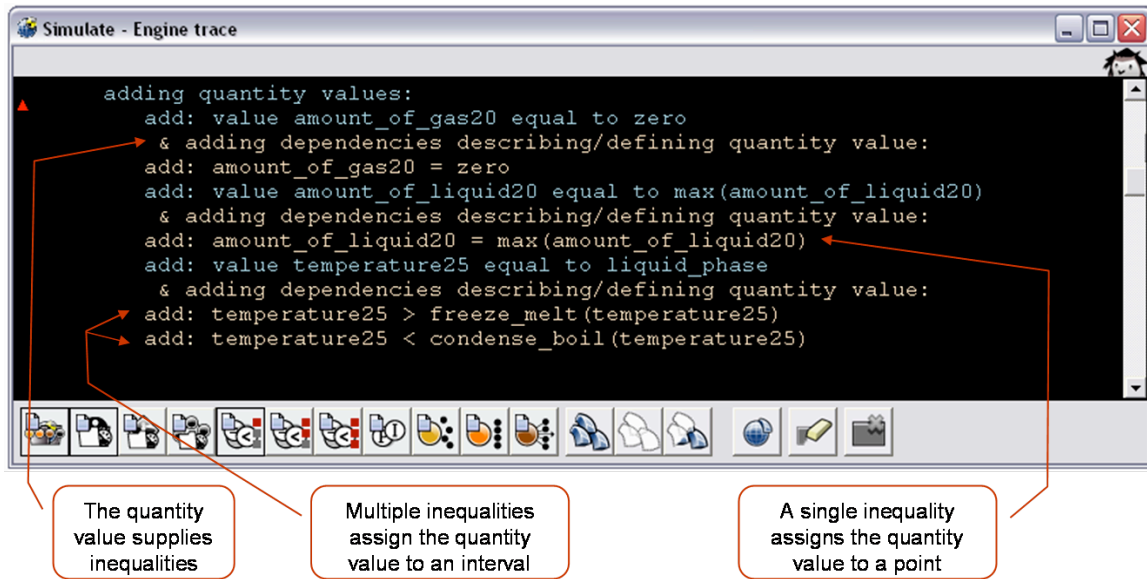 Simulate - Engine trace
adding quantity values:
add: value amount_of_gas20 equal to zero
& adding dependencies describing/defining quantity value:
add: amount_of_gas20 = zero
add: value amount_of_liquid20 equal to max(amount_of_liquid20)
& adding dependencies describing/defining quantity value:
add: amount_of_liquid20 = max(amount_of_liquid20)
add: value temperature25 equal to liquid_phase
& adding dependencies describing/defining quantity value:
add: temperature25 > freeze_melt(temperature25)
add: temperature25 < condense_boil(temperature25)
The quantity
value supplies
inequalities
Multiple inequalities
assign the quantity
value to an interval
A single inequality
assigns the quantity
value to a point